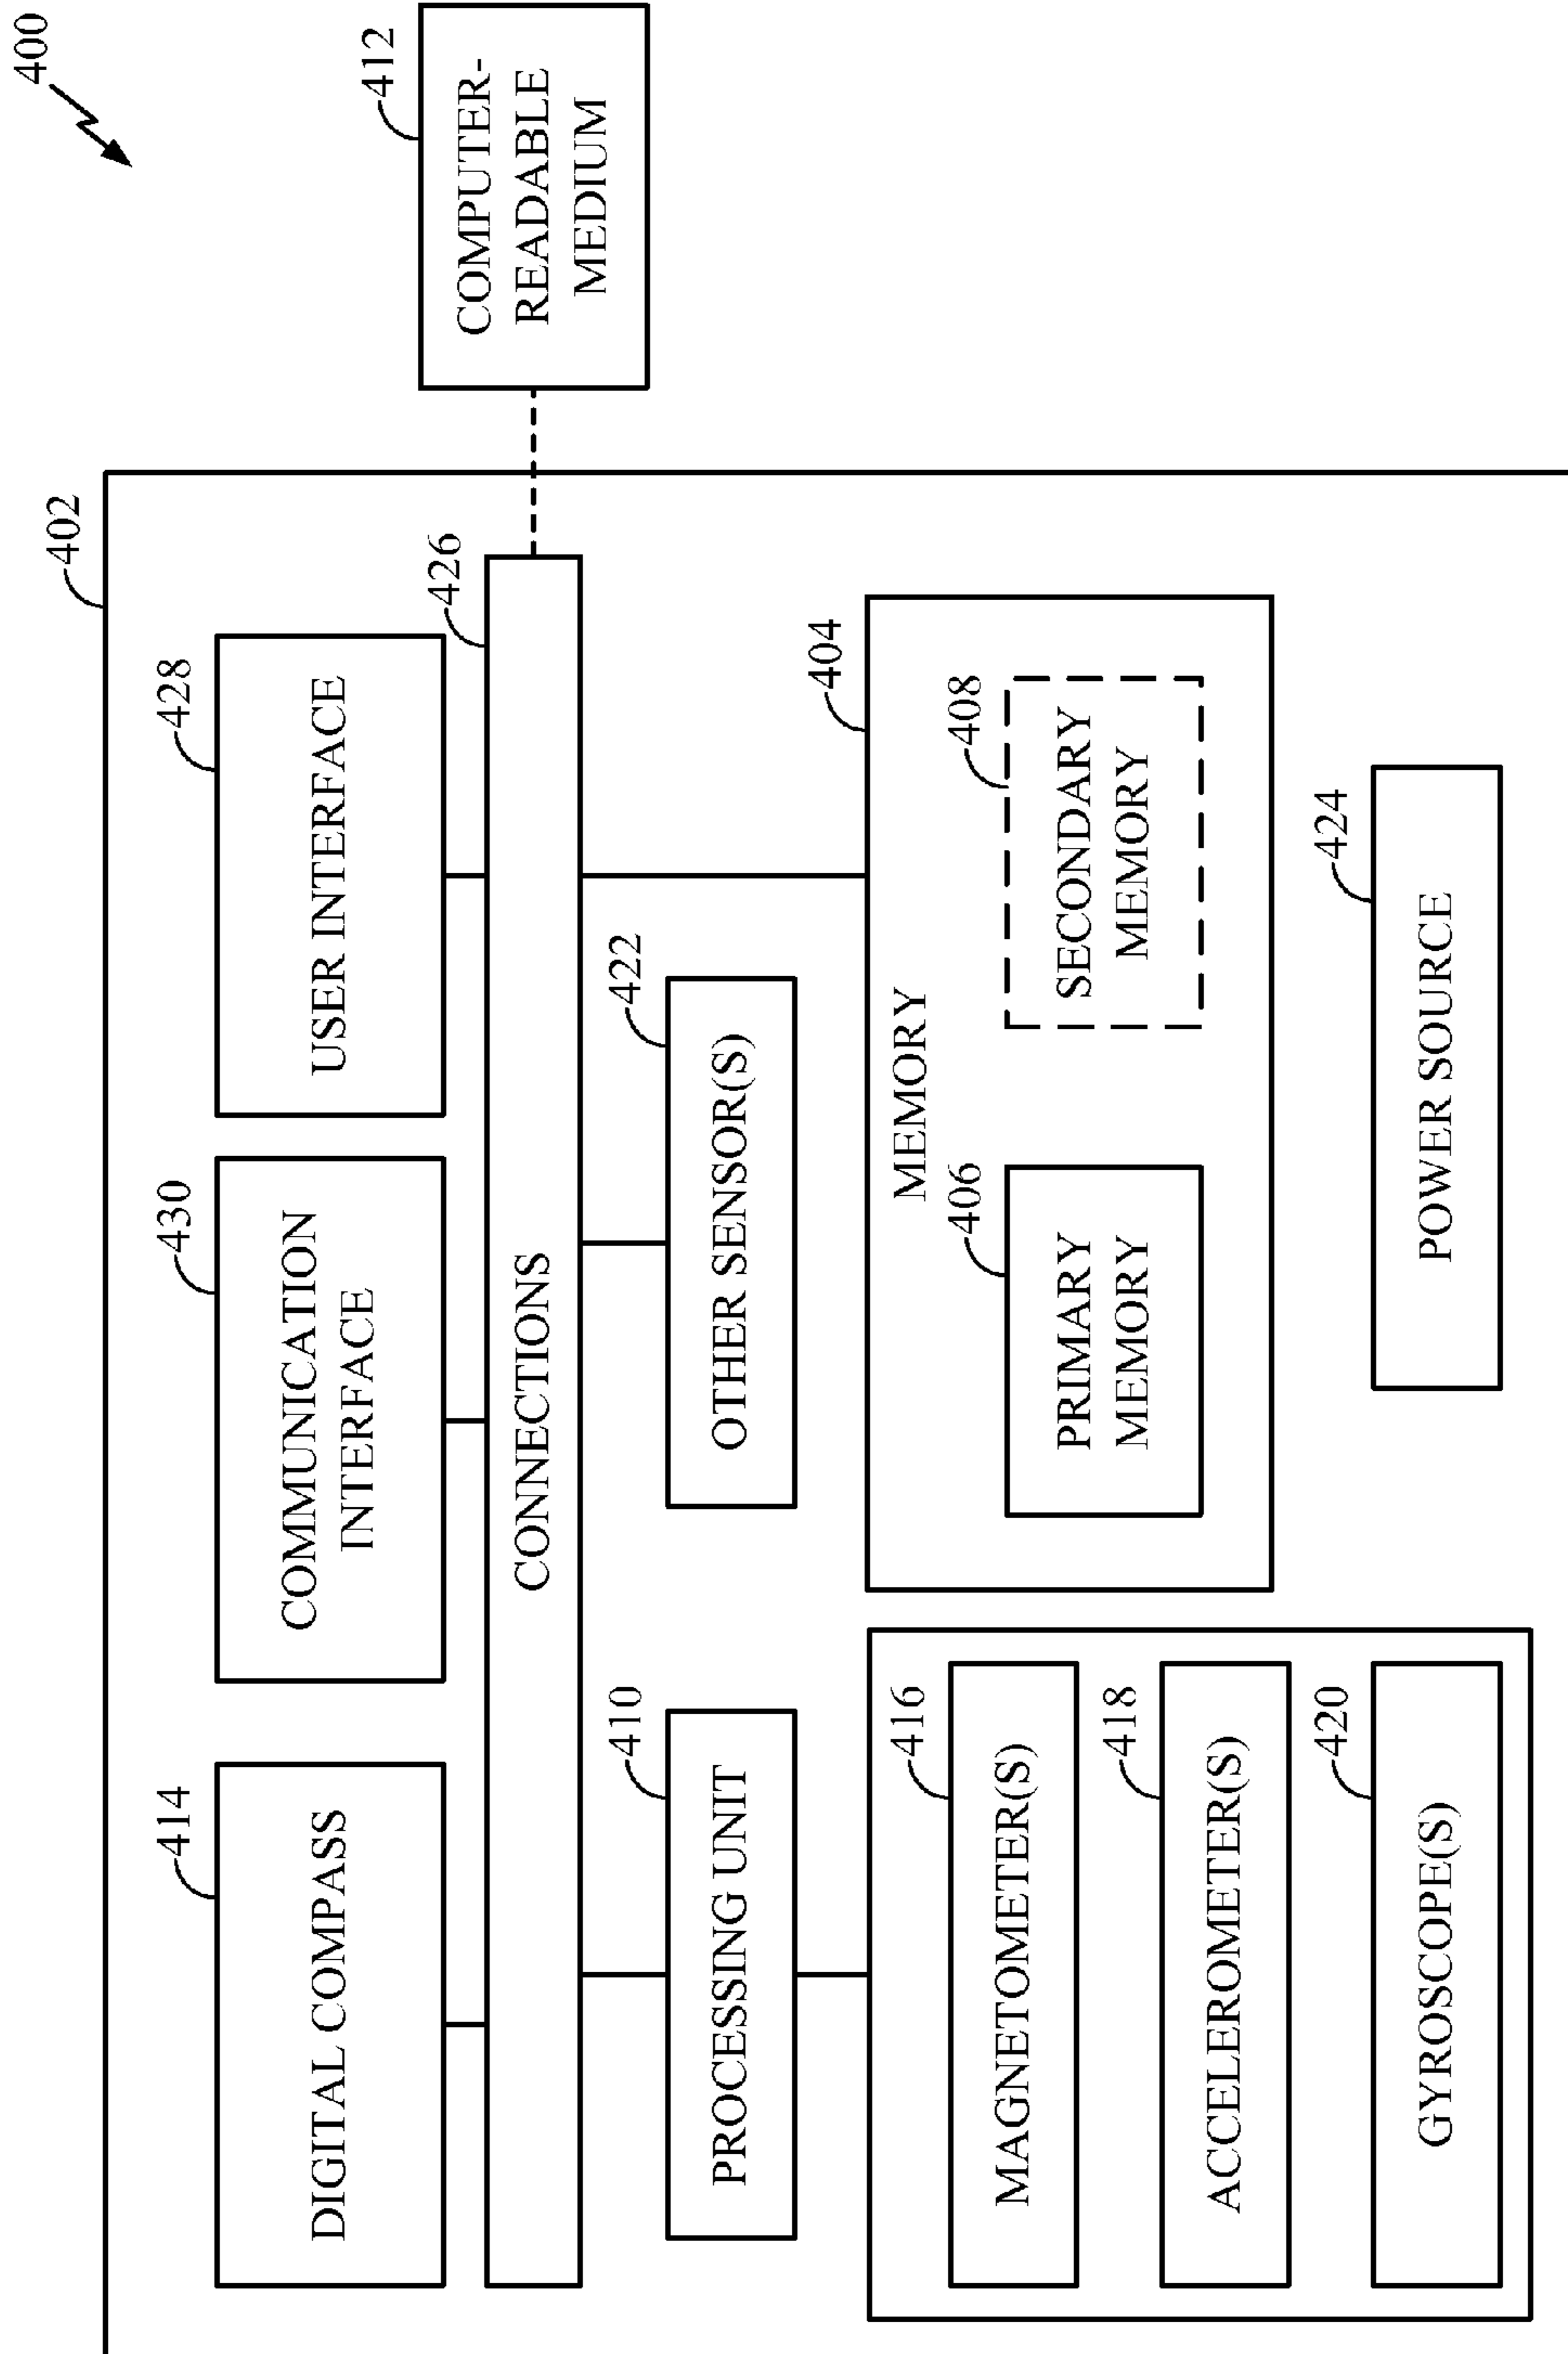 400
402
414
DIGITAL COMPASS
430
COMMUNICATION
INTERFACE
428
USER INTERFACE
426
CONNECTIONS
412
COMPUTER-
READABLE
MEDIUM
410
PROCESSING UNIT
422
OTHER SENSOR(S)
416
MAGNETOMETER(S)
418
ACCELEROMETER(S)
420
GYROSCOPE(S)
404
MEMORY
406
PRIMARY
MEMORY
408
SECONDARY
MEMORY
424
POWER SOURCE